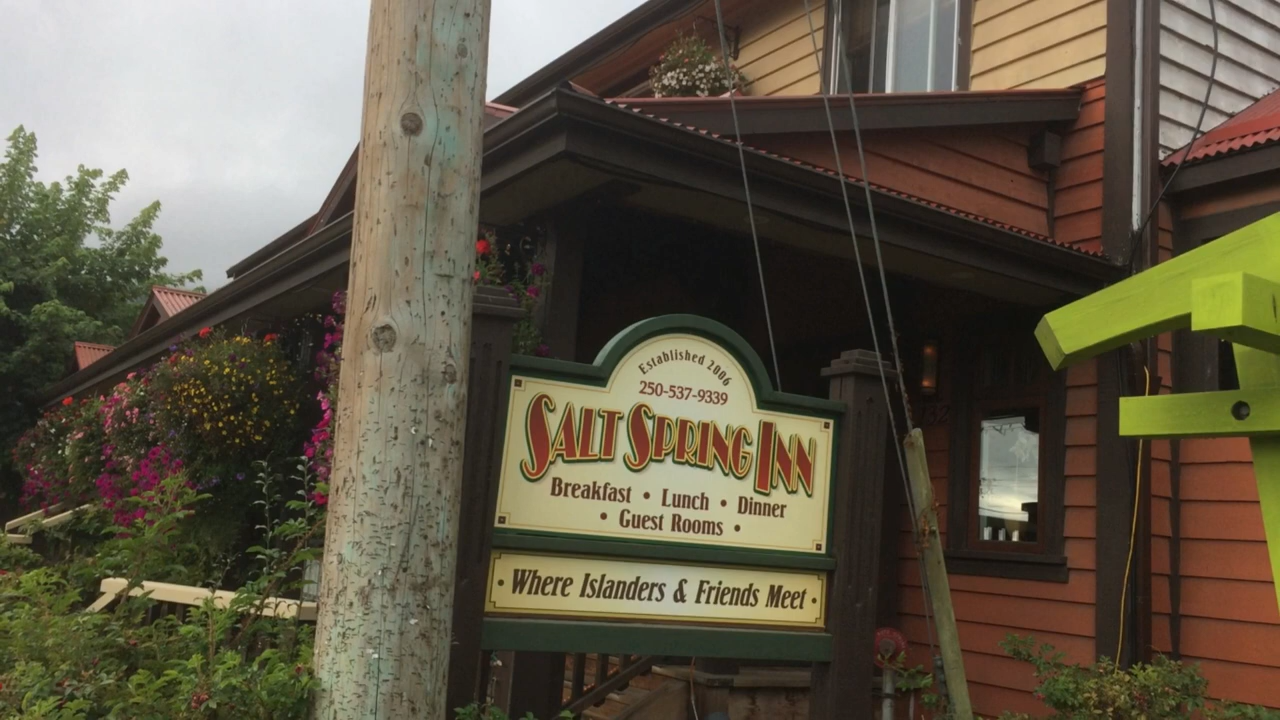 Established 2006
250-537-9339
SALT SPRING INN
Breakfast • Lunch • Dinner
• Guest Rooms •
• Where Islanders & Friends Meet •